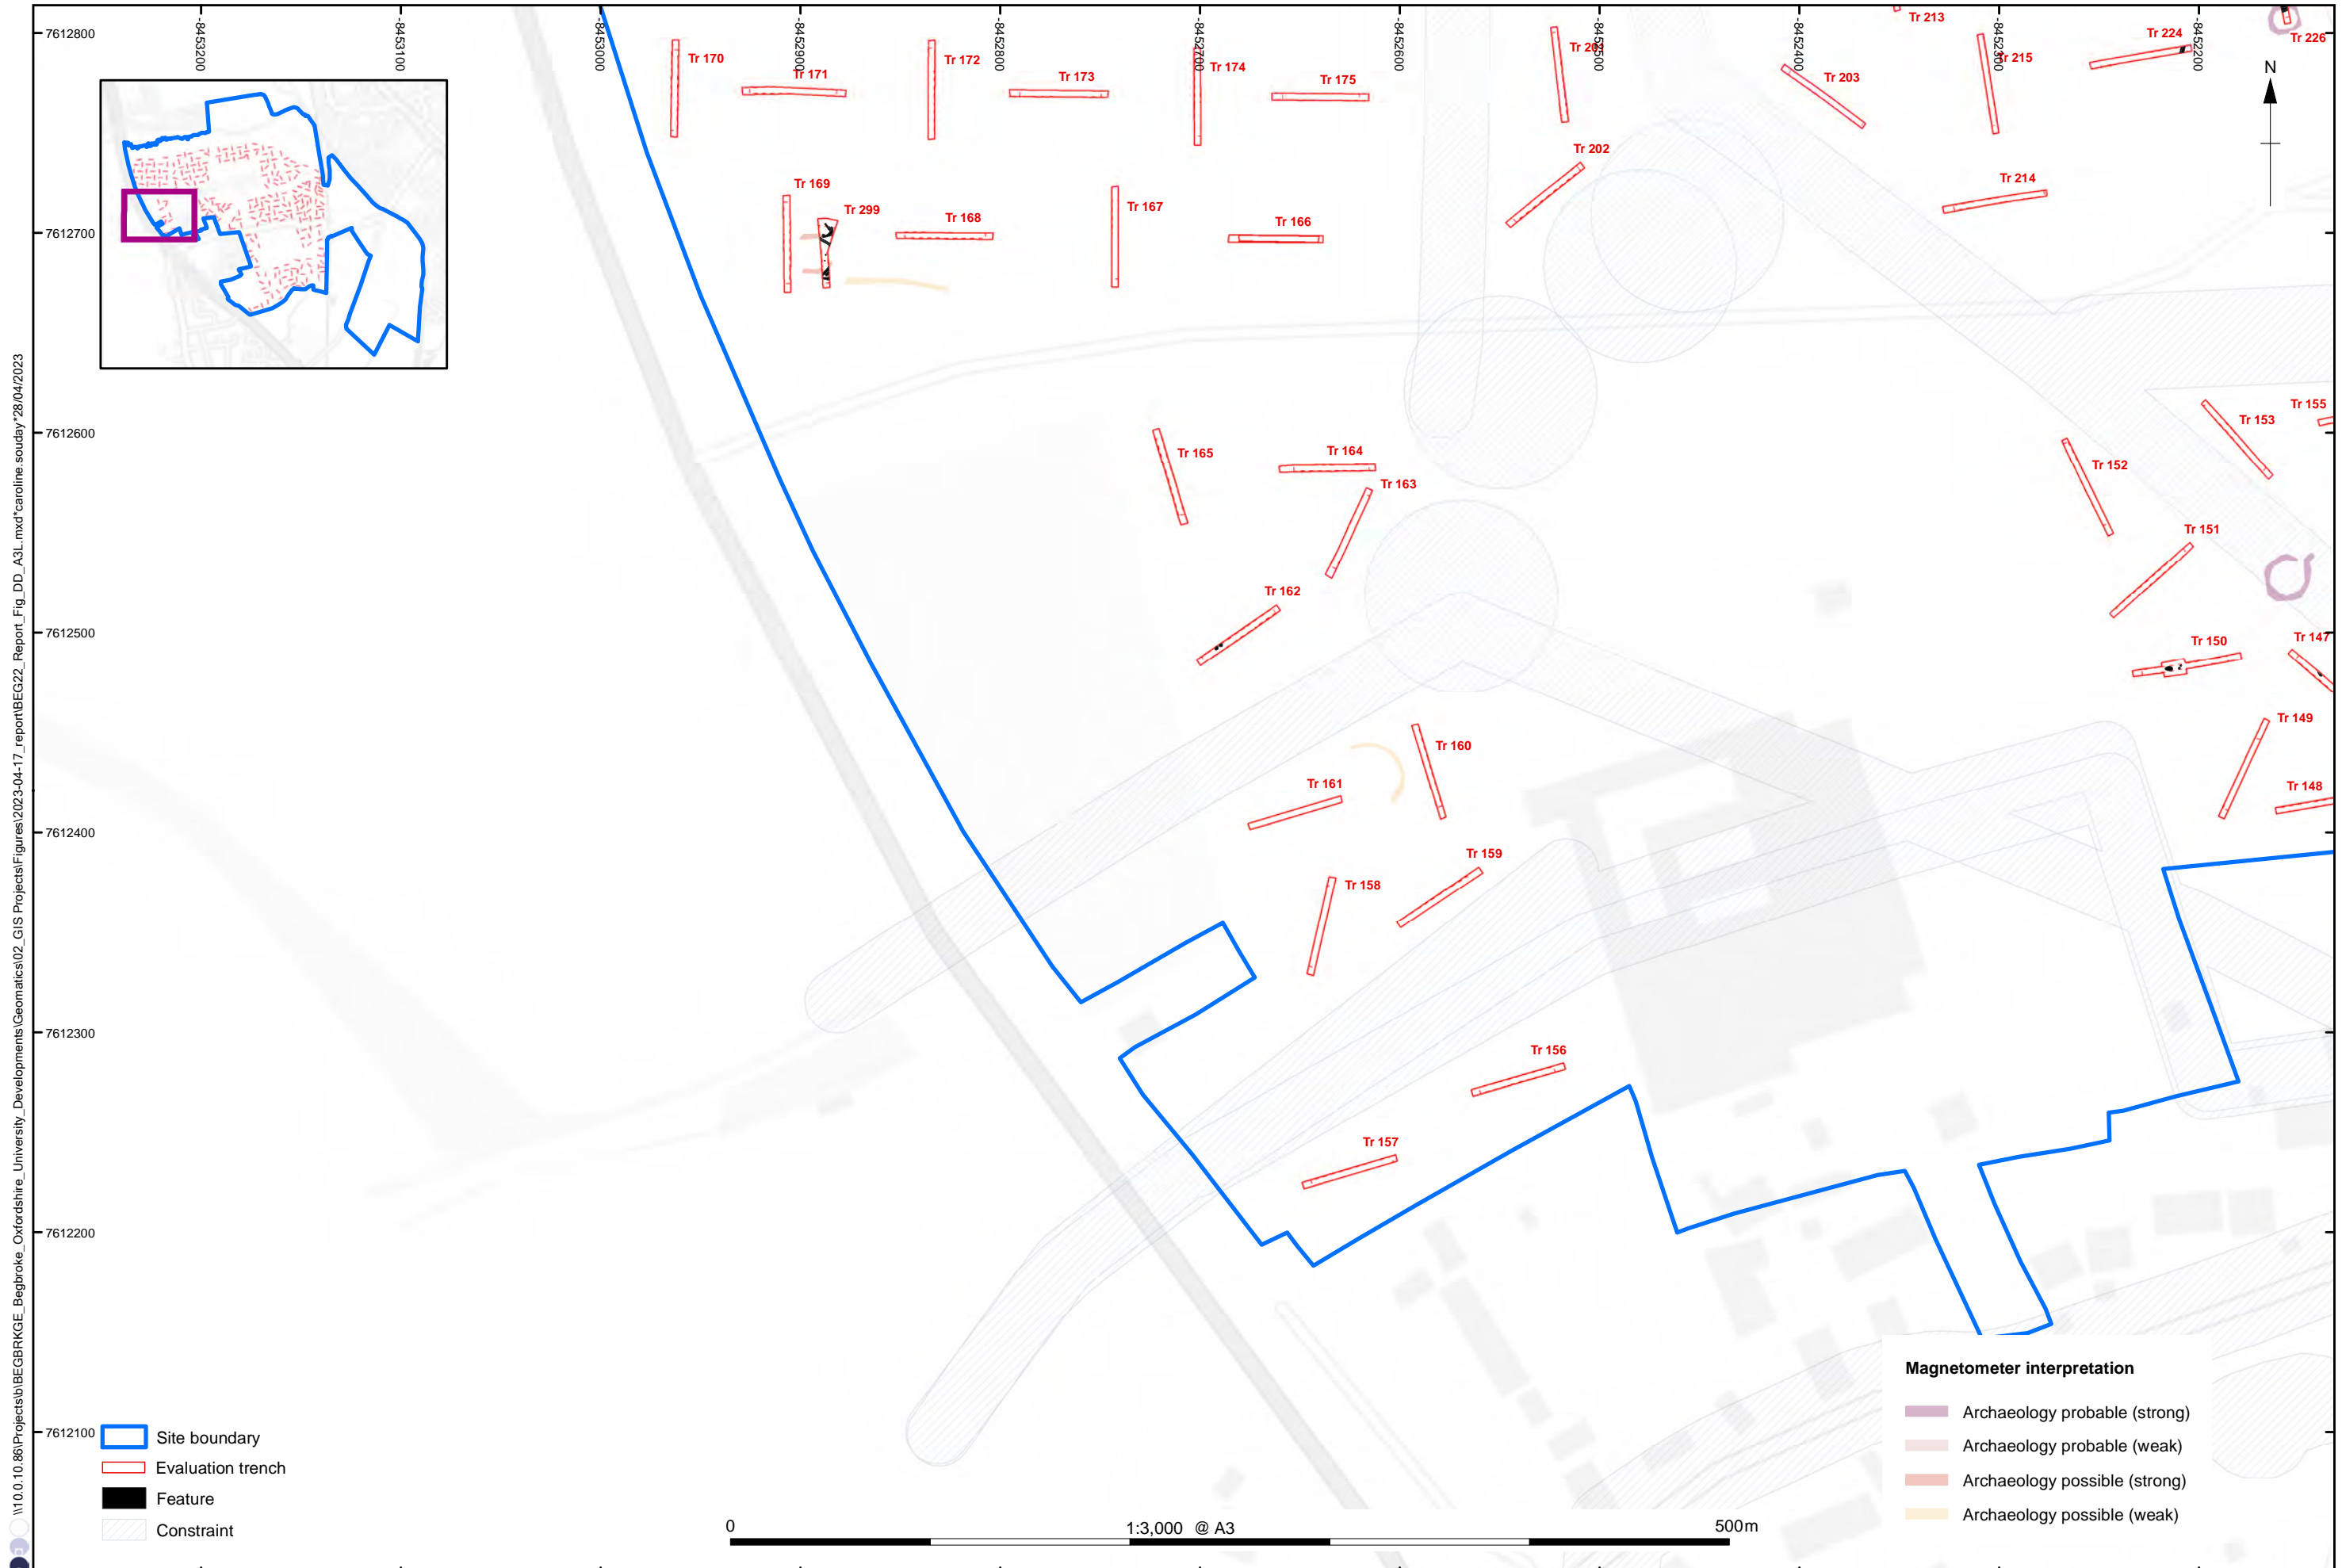 -8453200
-8453100
-8453000
-8452900
-8452800
-8452700
-8452600
-8452500
-8452400
-8452300
-8452200
7612800
7612700
7612600
7612500
7612400
7612300
7612200
7612100
Tr 213
Tr 224
Tr 226
Tr 170
Tr 172
Tr 171
Tr 173
Tr 174
Tr 175
Tr 203
Tr 215
N
Tr 202
Tr 214
Tr 169
Tr 299
Tr 168
Tr 167
Tr 166
Tr 155
Tr 153
Tr 165
Tr 164
Tr 163
Tr 152
Tr 151
Tr 162
Tr 150
Tr 147
Tr 149
Tr 160
Tr 161
Tr 148
Tr 159
Tr 158
Tr 156
Tr 157
Site boundary
Evaluation trench
Feature
Constraint
0
1:3,000 @ A3
500m
Magnetometer interpretation
Archaeology probable (strong)
Archaeology probable (weak)
Archaeology possible (strong)
Archaeology possible (weak)
\\10.0.10.86\Projects\b\BEGBRKGE_Begbroke_Oxfordshire_University_Developments\Geomatics\02_GIS Projects\Figures\2023-04-17_report\BEG22_Report_Fig_DD_A3L.mxd*caroline.souday*28/04/2023